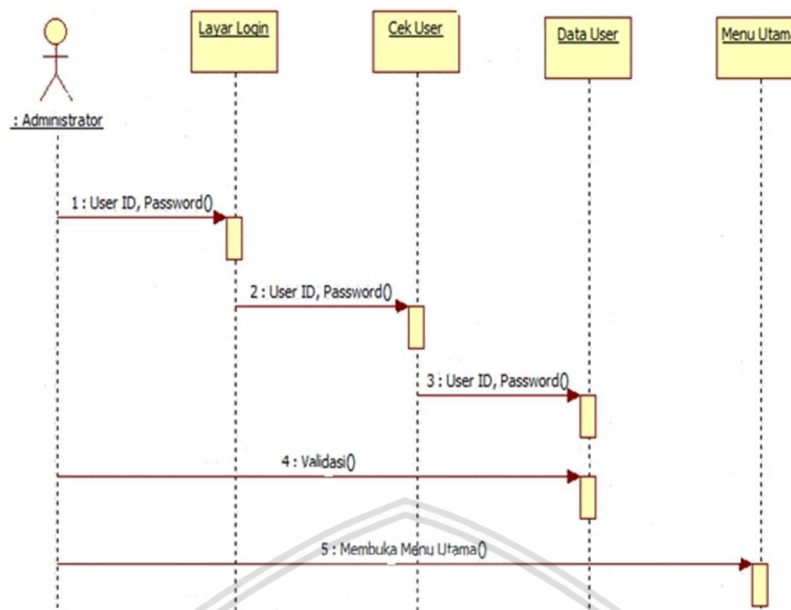 Layar Login
Cek User
Data User
Menu Utama
: Administrator
1 : User ID, Password()
2 : User ID, Password()
3 : User ID, Password()
4 : Validasi()
5 : Membuka Menu Utama()